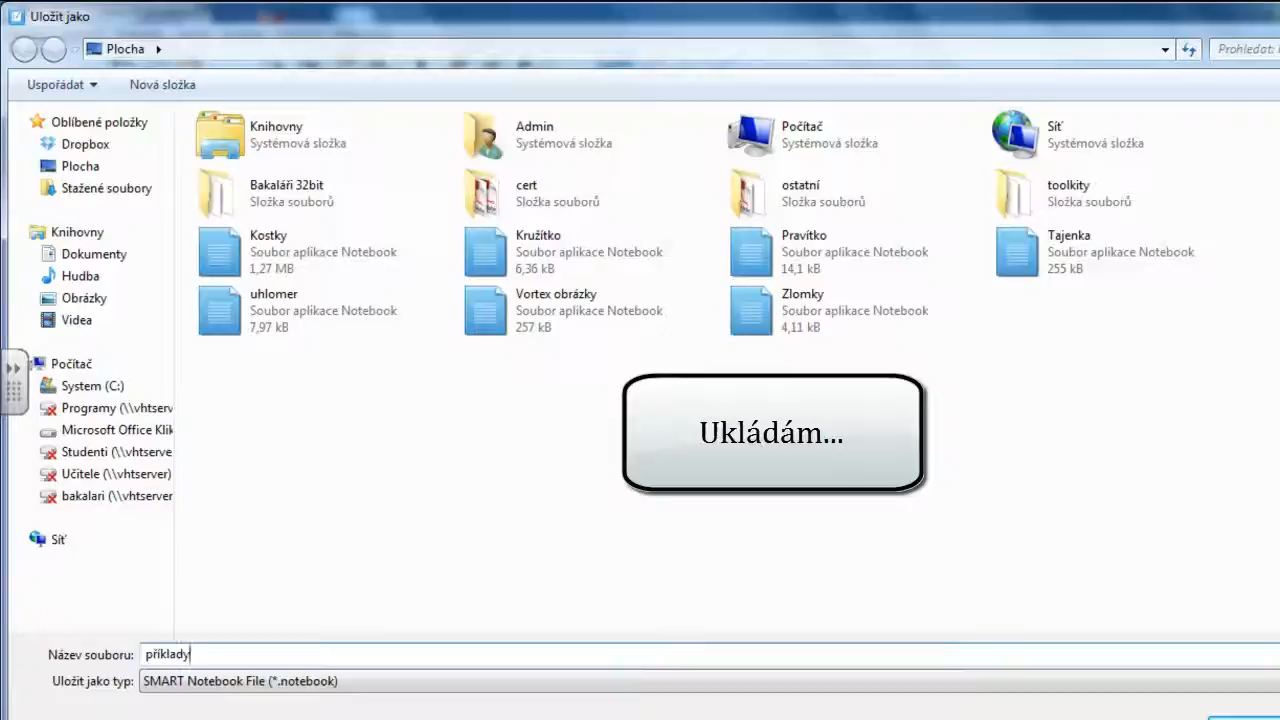 Uložit jako
Plocha
Prohledat:
Uspořádat
Nová složka
Oblíbené položky
Dropbox
Plocha
Stažené soubory
Knihovny
Dokumenty
Hudba
Obrázky
Videa
Počítač
System (C:)
Programy (\\vhtserv
Microsoft Office Klik
Studenti (\\vhtserve
Učitele (\\vhtserver)
bakalari (\\vhtserver
Síť
Knihovny
Systémová složka
Admin
Systémová složka
Počítač
Systémová složka
Síť
Systémová složka
Bakaláři 32bit
Složka souborů
cert
Složka souborů
ostatní
Složka souborů
toolkity
Složka souborů
Kostky
Soubor aplikace Notebook
1,27 MB
Kružítko
Soubor aplikace Notebook
6,36 kB
Pravítko
Soubor aplikace Notebook
14,1 kB
Tajenka
Soubor aplikace Notebook
255 kB
uhlomer
Soubor aplikace Notebook
7,97 kB
Vortex obrázky
Soubor aplikace Notebook
257 kB
Zlomky
Soubor aplikace Notebook
4,11 kB
Ukládám...
Název souboru: příklady
Uložit jako typ: SMART Notebook File (*.notebook)